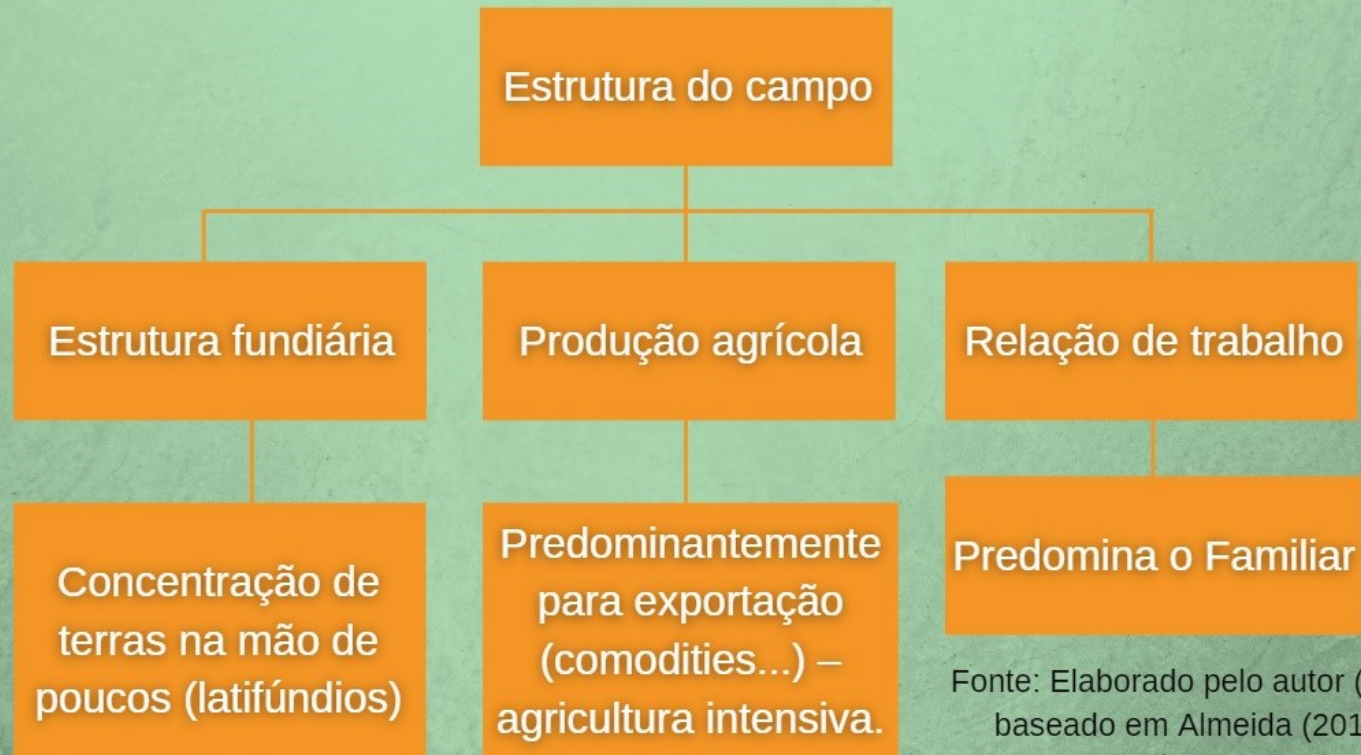 Estrutura do campo
Estrutura fundiária
Produção agrícola
Relação de trabalho
Concentração de
terras na mão de
poucos (latifúndios)
Predominantemente
para exportação
(comodities...) –
agricultura intensiva.
Predomina o Familiar
Fonte: Elaborado pelo autor (
baseado em Almeida (201